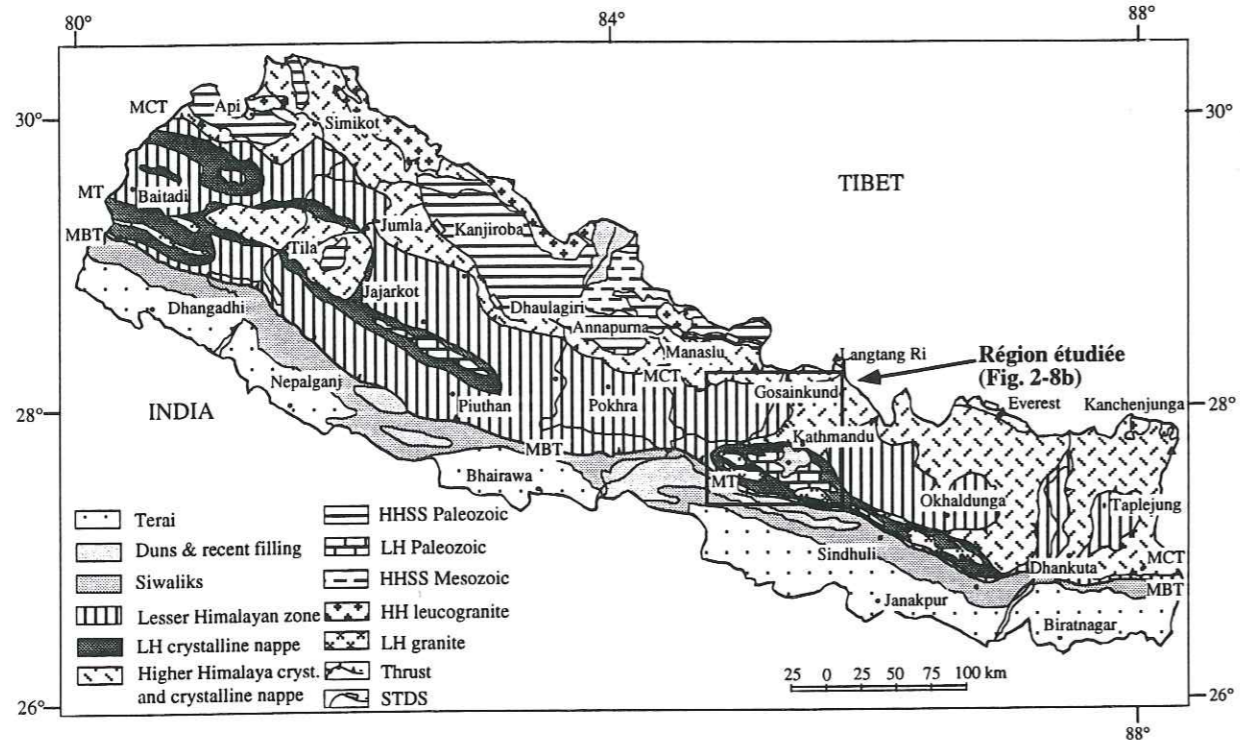 80°
84°
88°
30°
30°
MCT
Api
Simikot
TIBET
MT
Baitadi
MBT
Tila
Jumla
Kanjiroba
Dhangadhi
Jajarkot
Dhaulagiri
Annapurna
Manaslu
Langtang Ri
Région étudiée
(Fig. 2-8b)
28°
28°
INDIA
Nepalganj
Piuthan
Pokhra
MCT
Gosainkund
Everest
Kanchenjunga
MBT
Kathmandu
Bhairawa
MT
Okhaldunga
Taplejung
Sindhuli
Dhankuta
MCT
MBT
Janakpur
Biratnagar
Terai
Duns & recent filling
Siwaliks
Lesser Himalayan zone
LH crystalline nappe
Higher Himalaya cryst.
and crystalline nappe
HHSS Paleozoic
LH Paleozoic
HHSS Mesozoic
HH leucogranite
LH granite
Thrust
STDS
25 0 25 50 75 100 km
26°
26°
88°